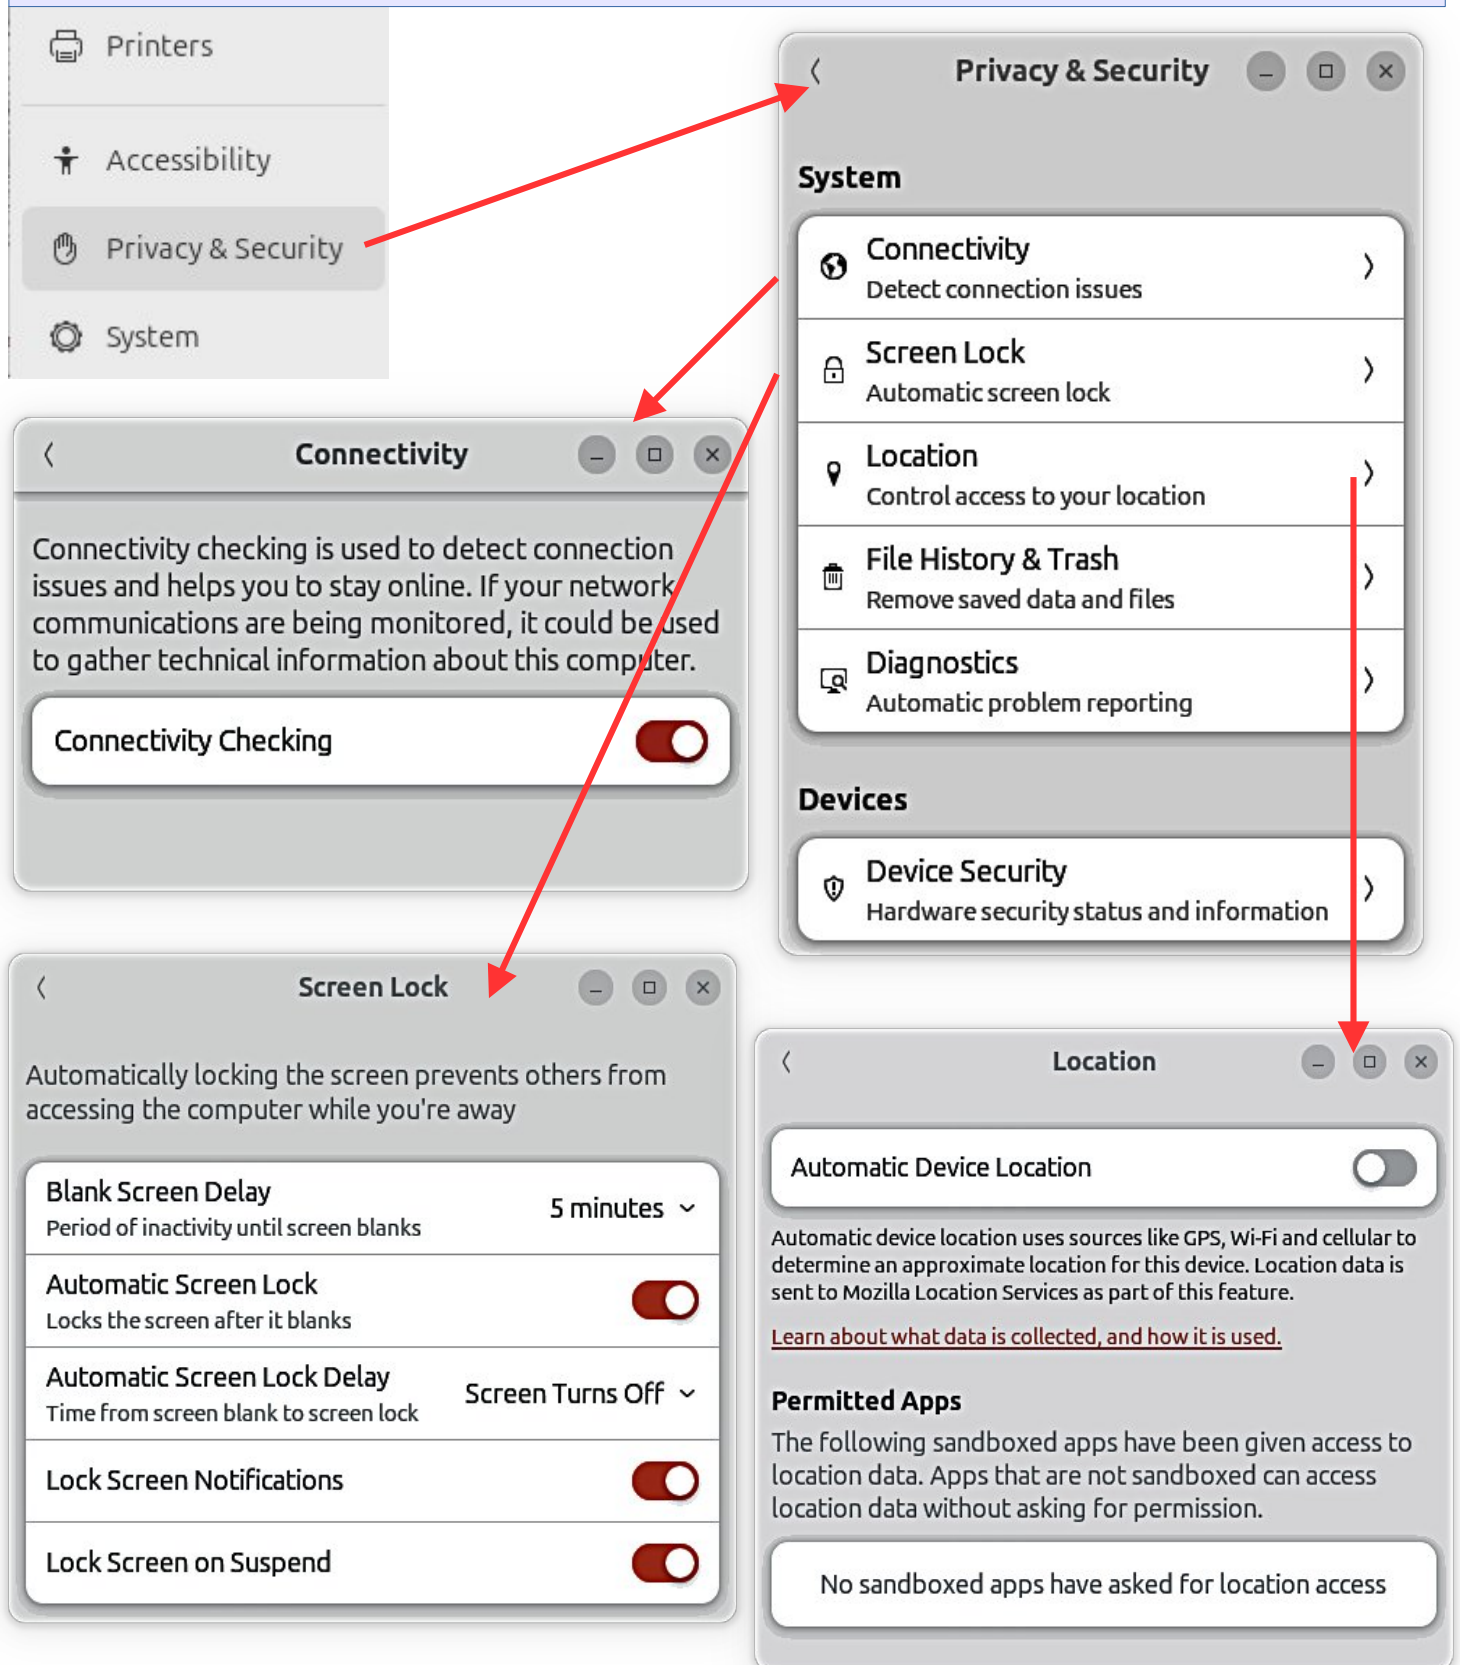 Printers
Accessibility
Privacy & Security
System
Privacy & Security
System
Connectivity
Detect connection issues
Screen Lock
Automatic screen lock
Location
Control access to your location
File History & Trash
Remove saved data and files
Diagnostics
Automatic problem reporting
Devices
Device Security
Hardware security status and information
Connectivity
Connectivity checking is used to detect connection
issues and helps you to stay online. If your network
communications are being monitored, it could be used
to gather technical information about this computer.
Connectivity Checking
Screen Lock
Automatically locking the screen prevents others from
accessing the computer while you're away
Blank Screen Delay
Period of inactivity until screen blanks
5 minutes
Automatic Screen Lock
Locks the screen after it blanks
Automatic Screen Lock Delay
Time from screen blank to screen lock
Screen Turns Off
Lock Screen Notifications
Lock Screen on Suspend
Location
Automatic Device Location
Automatic device location uses sources like GPS, Wi-Fi and cellular to
determine an approximate location for this device. Location data is
sent to Mozilla Location Services as part of this feature.
Learn about what data is collected, and how it is used.
Permitted Apps
The following sandboxed apps have been given access to
location data. Apps that are not sandboxed can access
location data without asking for permission.
No sandboxed apps have asked for location access